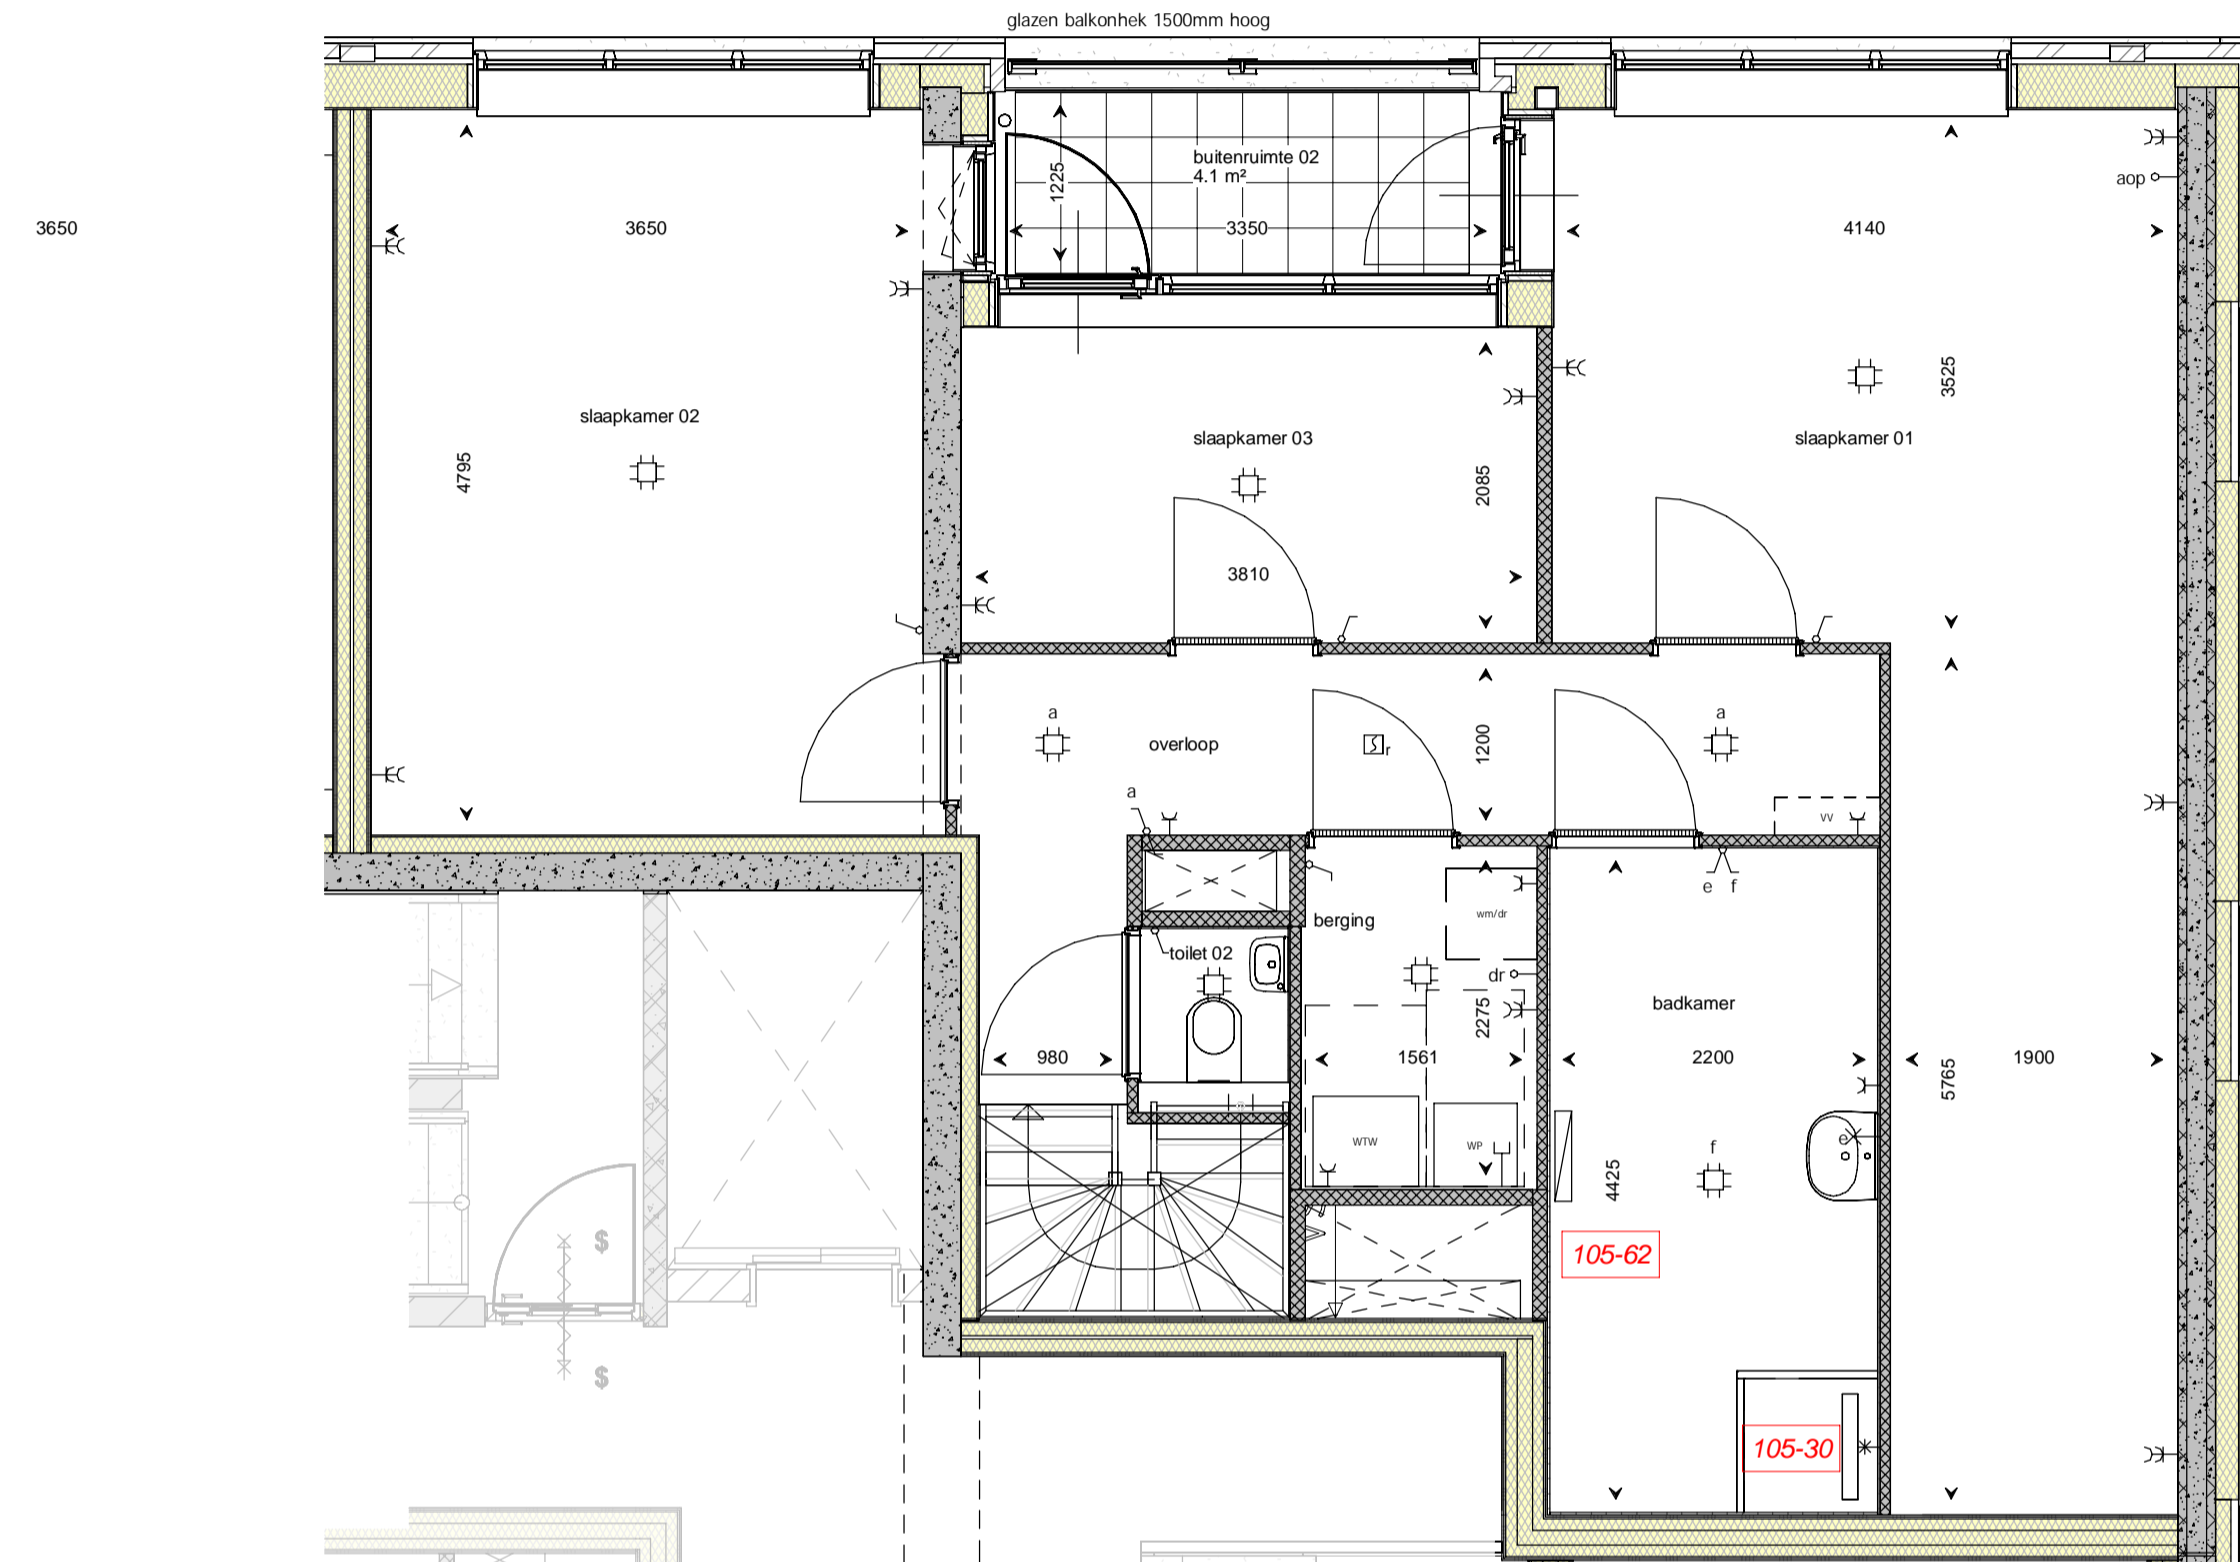 glazen balkonhek 1500mm hoog
buitenruimte 02
4.1 m²
1225
aop
3650
3650
3350
4140
slaapkamer 02
slaapkamer 03
slaapkamer 01
3525
4795
2085
3810
a
a
overloop
r
1200
a
vv
e f
berging
wm/dr
toilet 02
dr
badkamer
2275
980
1561
2200
1900
5765
WTW
WP
e
f
4425
105-62
$
105-30
$